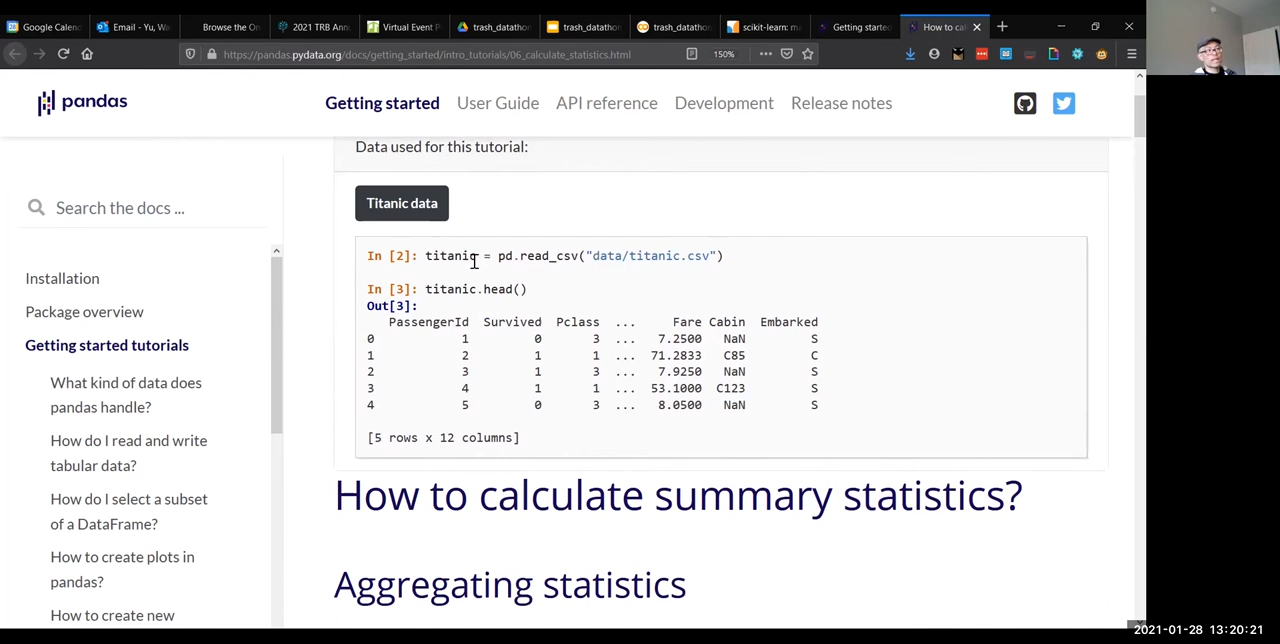 Google Calend
Email - Yu, Wa
Browse the On
2021 TRB Annu
Virtual Event P
trash_datathon
trash_datathon
trash_datathon
scikit-learn: ma
Getting started
How to cal
https://pandas.pydata.org/docs/getting_started/intro_tutorials/06_calculate_statistics.html
150%
pandas
Getting started User Guide API reference Development Release notes
Search the docs ...
Installation
Package overview
Getting started tutorials
What kind of data does
pandas handle?
How do I read and write
tabular data?
How do I select a subset
of a DataFrame?
How to create plots in
pandas?
How to create new
Data used for this tutorial:
Titanic data
In [2]: titanic = pd.read_csv("data/titanic.csv")
In [3]: titanic.head()
Out[3]:
PassengerId Survived Pclass ... Fare Cabin Embarked
0 1 0 3 ... 7.2500 NaN S
1 2 1 1 ... 71.2833 C85 C
2 3 1 3 ... 7.9250 NaN S
3 4 1 1 ... 53.1000 C123 S
4 5 0 3 ... 8.0500 NaN S
[5 rows x 12 columns]
How to calculate summary statistics?
Aggregating statistics
2021-01-28 13:20:21